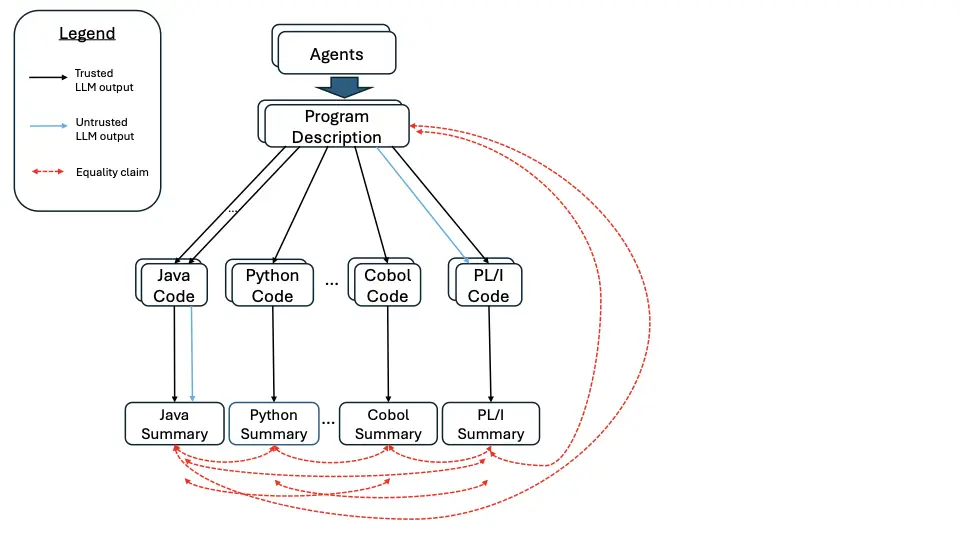 Legend
Trusted
LLM output
Untrusted
LLM output
Equality claim
Agents
Program
Description
...
Java
Code
Python
Code
...
Cobol
Code
PL/I
Code
Java
Summary
Python
Summary
...
Cobol
Summary
PL/I
Summary